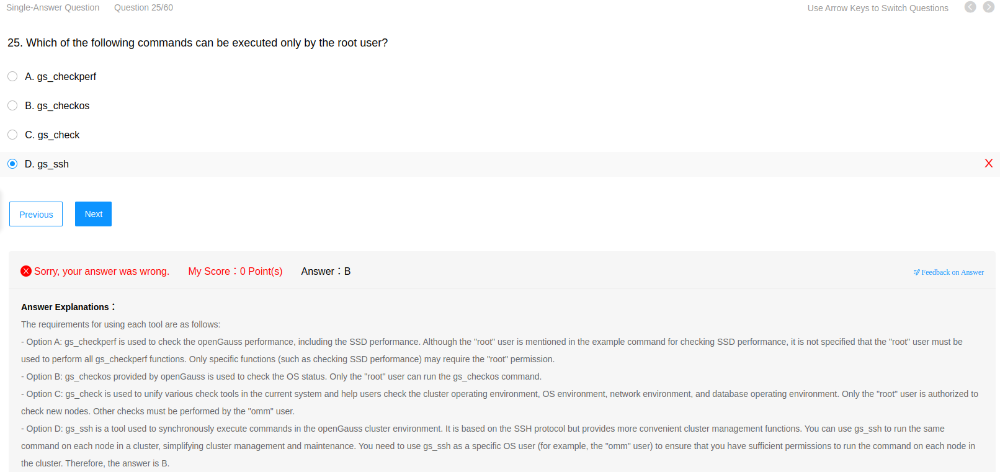 Single-Answer Question Question 25/60 Use Arrow Keys to Switch Questions
25. Which of the following commands can be executed only by the root user?
A. gs_checkperf
B. gs_checkos
C. gs_check
D. gs_ssh
Previous Next
Sorry, your answer was wrong. My Score：0 Point(s) Answer：B Feedback on Answer
Answer Explanations：
The requirements for using each tool are as follows:
- Option A: gs_checkperf is used to check the openGauss performance, including the SSD performance. Although the "root" user is mentioned in the example command for checking SSD performance, it is not specified that the "root" user must be
used to perform all gs_checkperf functions. Only specific functions (such as checking SSD performance) may require the "root" permission.
- Option B: gs_checkos provided by openGauss is used to check the OS status. Only the "root" user can run the gs_checkos command.
- Option C: gs_check is used to unify various check tools in the current system and help users check the cluster operating environment, OS environment, network environment, and database operating environment. Only the "root" user is authorized to
check new nodes. Other checks must be performed by the "omm" user.
- Option D: gs_ssh is a tool used to synchronously execute commands in the openGauss cluster environment. It is based on the SSH protocol but provides more convenient cluster management functions. You can use gs_ssh to run the same
command on each node in a cluster, simplifying cluster management and maintenance. You need to use gs_ssh as a specific OS user (for example, the "omm" user) to ensure that you have sufficient permissions to run the command on each node in
the cluster. Therefore, the answer is B.